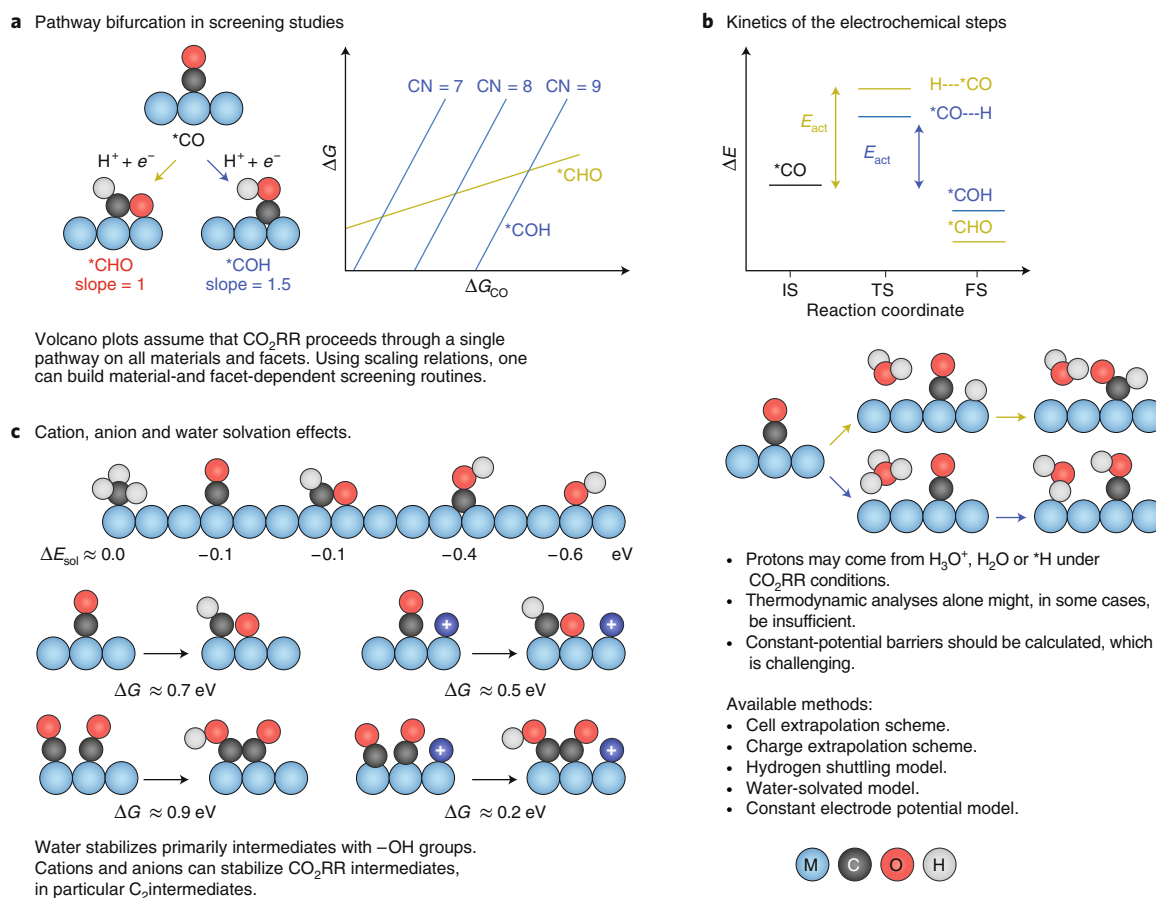 a Pathway bifurcation in screening studies
*CO
H⁺ + e⁻
H⁺ + e⁻
*CHO
slope = 1
*COH
slope = 1.5
ΔG
CN = 7
CN = 8
CN = 9
*CHO
*COH
ΔG_CO
Volcano plots assume that CO₂RR proceeds through a single
pathway on all materials and facets. Using scaling relations, one
can build material-and facet-dependent screening routines.
b Kinetics of the electrochemical steps
ΔE
*CO
E_act
H---*CO
*CO---H
E_act
*COH
*CHO
IS
TS
FS
Reaction coordinate
• Protons may come from H₃O⁺, H₂O or *H under
CO₂RR conditions.
• Thermodynamic analyses alone might, in some cases,
be insufficient.
• Constant-potential barriers should be calculated, which
is challenging.
Available methods:
• Cell extrapolation scheme.
• Charge extrapolation scheme.
• Hydrogen shuttling model.
• Water-solvated model.
• Constant electrode potential model.
M C O H
c Cation, anion and water solvation effects.
ΔE_sol ≈ 0.0 −0.1 −0.1 −0.4 −0.6 eV
+
+
ΔG ≈ 0.7 eV
ΔG ≈ 0.5 eV
+
+
ΔG ≈ 0.9 eV
ΔG ≈ 0.2 eV
Water stabilizes primarily intermediates with −OH groups.
Cations and anions can stabilize CO₂RR intermediates,
in particular C₂intermediates.